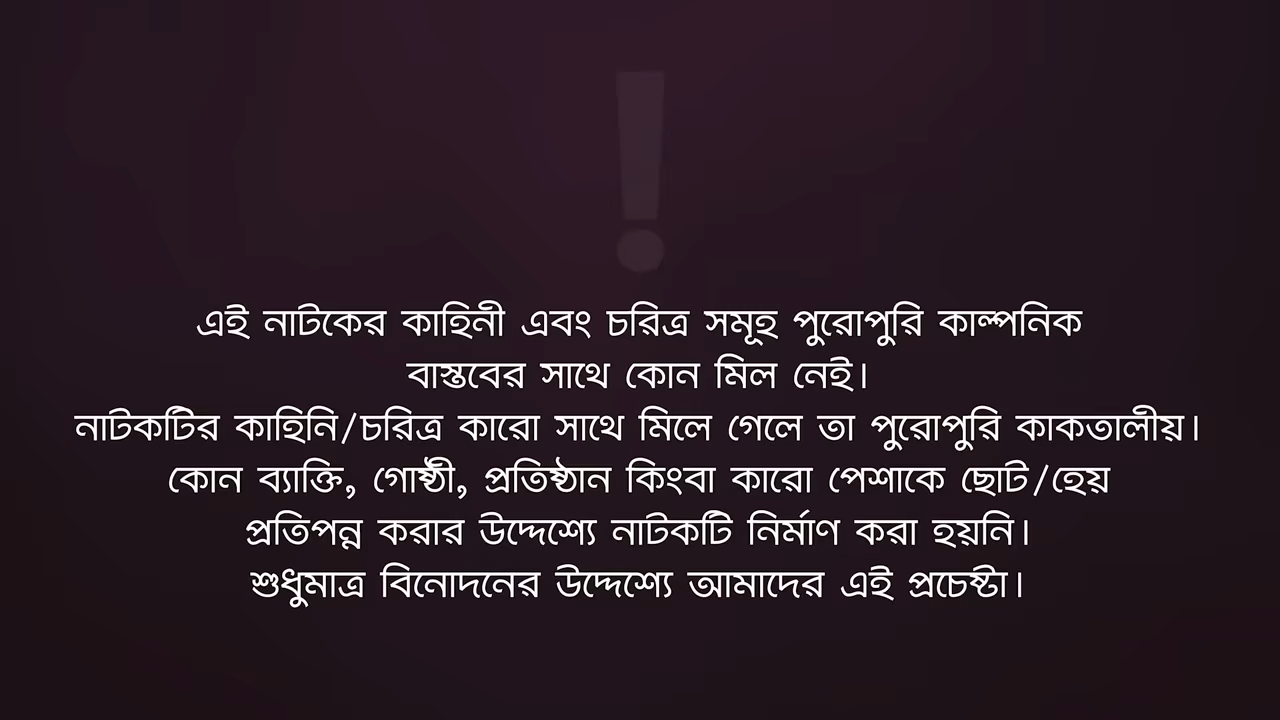 এই নাটকের কাহিনী এবং চরিত্র সমূহ পুরোপুরি কাল্পনিক
বাস্তবের সাথে কোন মিল নেই।
নাটকটির কাহিনি/চরিত্র কারো সাথে মিলে গেলে তা পুরোপুরি কাকতালীয়।
কোন ব্যাক্তি, গোষ্ঠী, প্রতিষ্ঠান কিংবা কারো পেশাকে ছোট/হেয়
প্রতিপন্ন করার উদ্দেশ্যে নাটকটি নির্মাণ করা হয়নি।
শুধুমাত্র বিনোদনের উদ্দেশ্যে আমাদের এই প্রচেষ্টা।